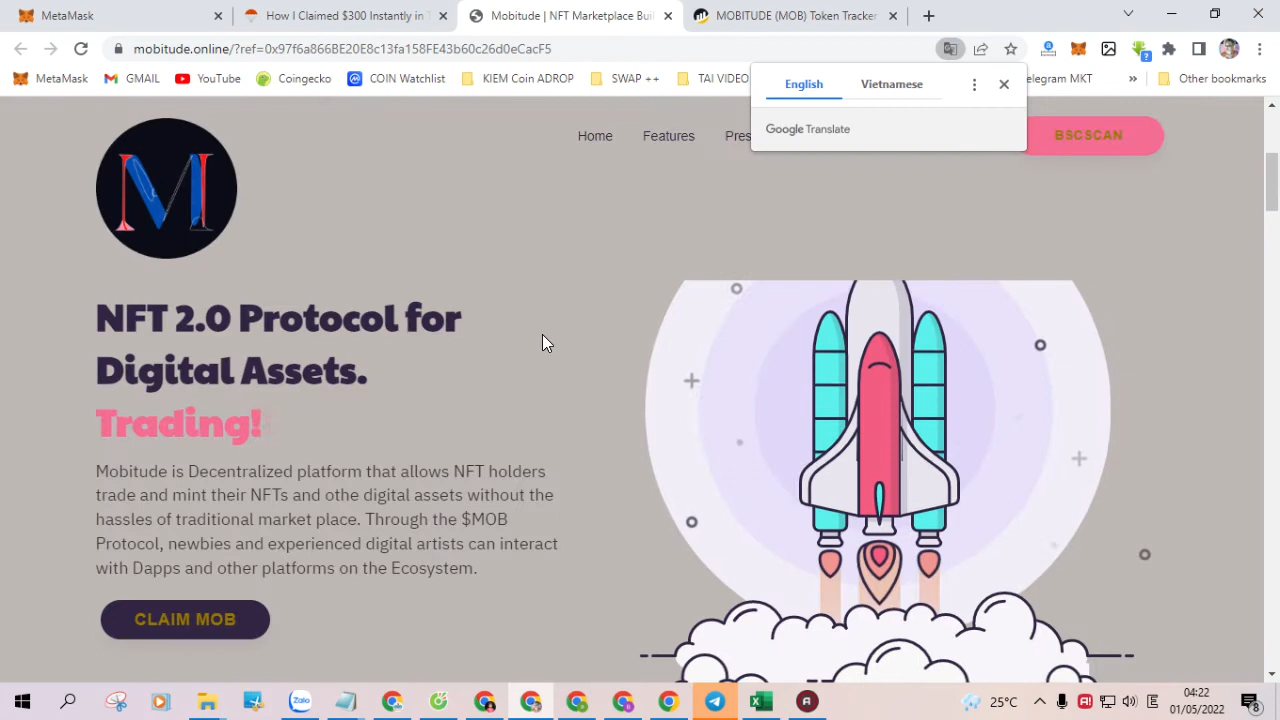 MetaMask
How I Claimed $300 Instantly in T
Mobitude | NFT Marketplace Buil
MOBITUDE (MOB) Token Tracker
mobitude.online/?ref=0x97f6a866BE20E8c13fa158FE43b60c26d0eCacF5
MetaMask
GMAIL
YouTube
Coingecko
COIN Watchlist
KIEM Coin ADROP
SWAP ++
TAI VIDEO
elegram MKT
»
Other bookmarks
English
Vietnamese
Google Translate
Home
Features
Pres
BSCSCAN
M
NFT 2.0 Protocol for
Digital Assets.
Trading!
Mobitude is Decentralized platform that allows NFT holders
trade and mint their NFTs and othe digital assets without the
hassles of traditional market place. Through the $MOB
Protocol, newbies and experienced digital artists can interact
with Dapps and other platforms on the Ecosystem.
CLAIM MOB
Zalo
25°C
04:22
01/05/2022
8